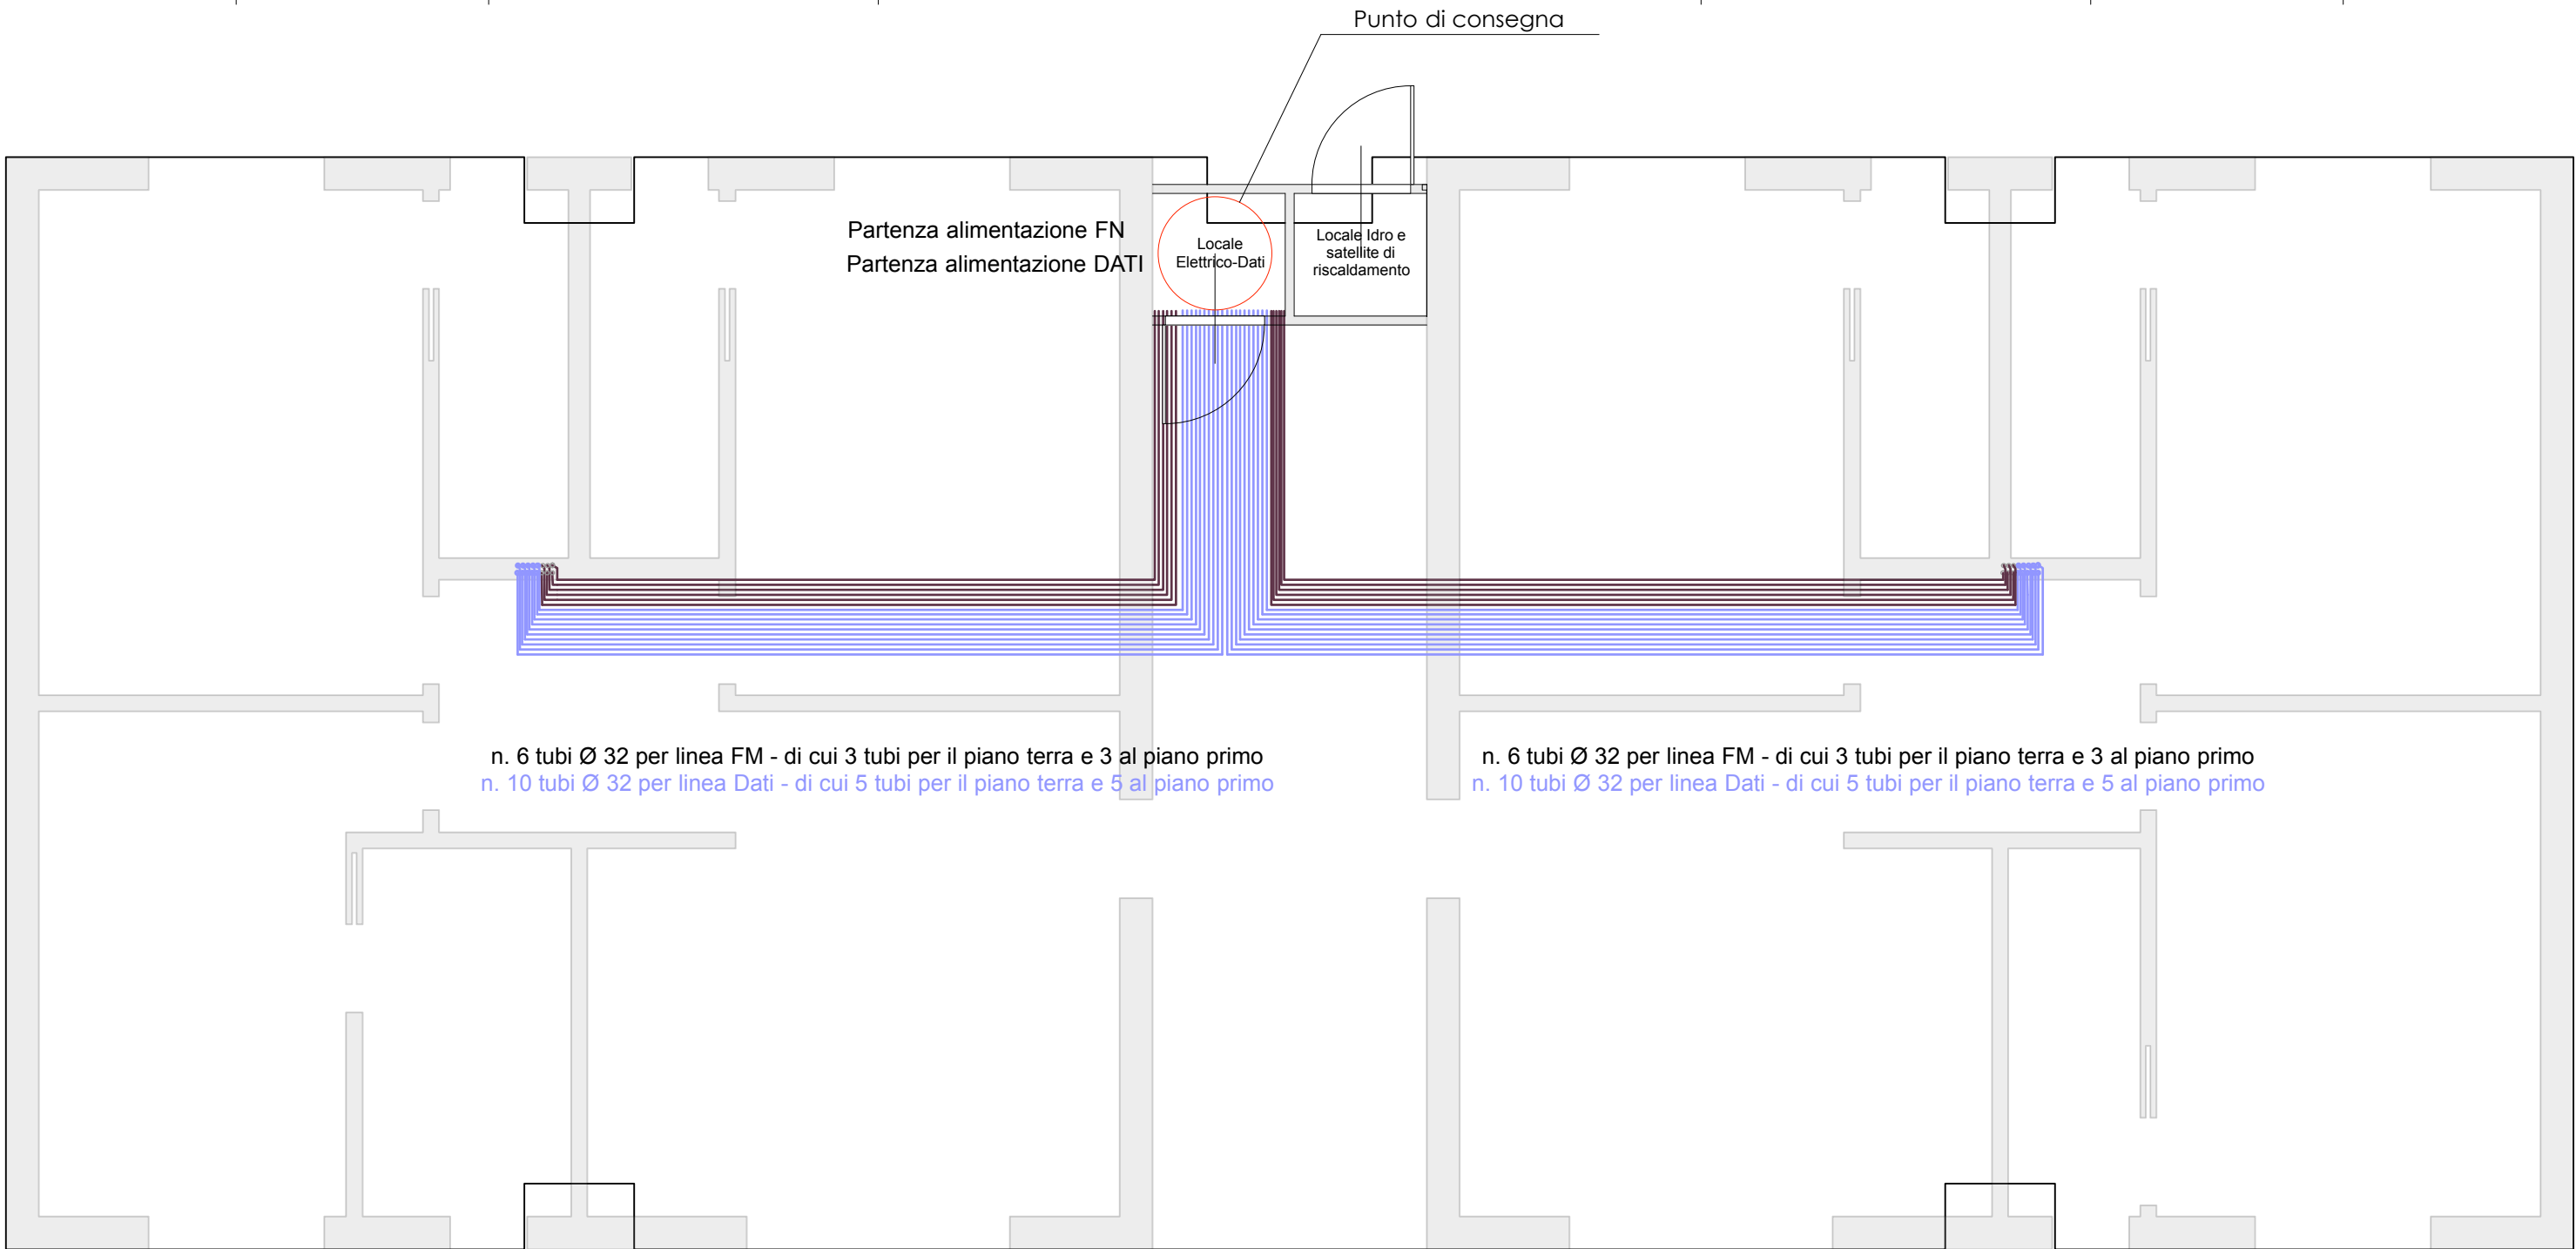 Punto di consegna
Partenza alimentazione FN
Partenza alimentazione DATI
Locale
Elettrico-Dati
Locale Idro e
satellite di
riscaldamento
n. 6 tubi Ø 32 per linea FM - di cui 3 tubi per il piano terra e 3 al piano primo
n. 10 tubi Ø 32 per linea Dati - di cui 5 tubi per il piano terra e 5 al piano primo
n. 6 tubi Ø 32 per linea FM - di cui 3 tubi per il piano terra e 3 al piano primo
n. 10 tubi Ø 32 per linea Dati - di cui 5 tubi per il piano terra e 5 al piano primo